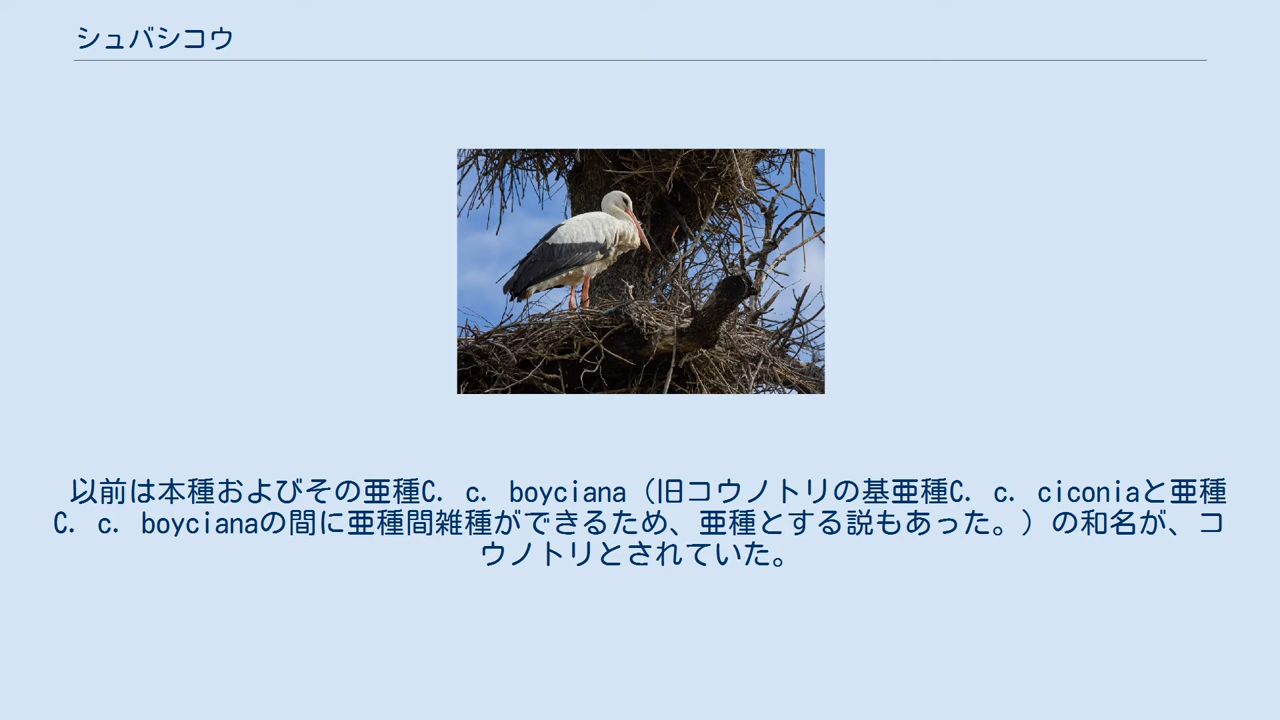 シュバシコウ
以前は本種およびその亜種C. c. boyciana（旧コウノトリの基亜種C. c. ciconiaと亜種
C. c. boycianaの間に亜種間雑種ができるため、亜種とする説もあった。）の和名が、コ
ウノトリとされていた。